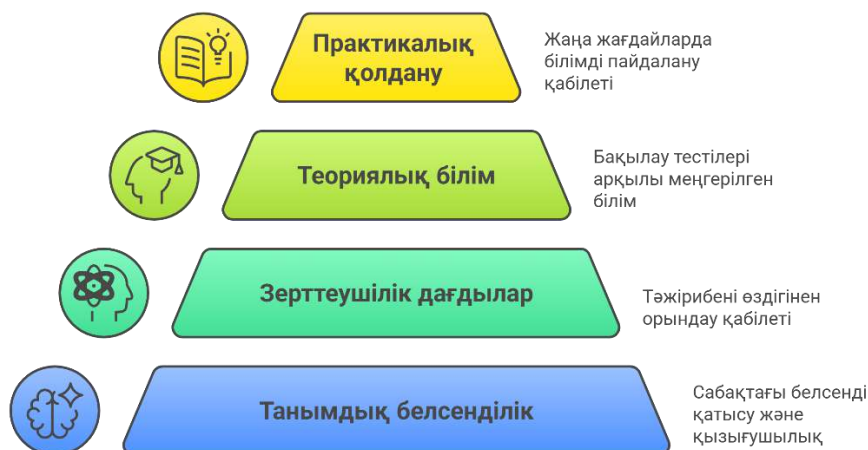 Практикалық
қолдану
Жаңа жағдайларда
білімді пайдалану
қабілеті
Теориялық білім
Бақылау тестілері
арқылы меңгерілген
білім
Зерттеушілік дағдылар
Тәжірибені өздігінен
орындау қабілеті
Танымдық белсенділік
Сабақтағы белсенді
қатысу және
қызығушылық